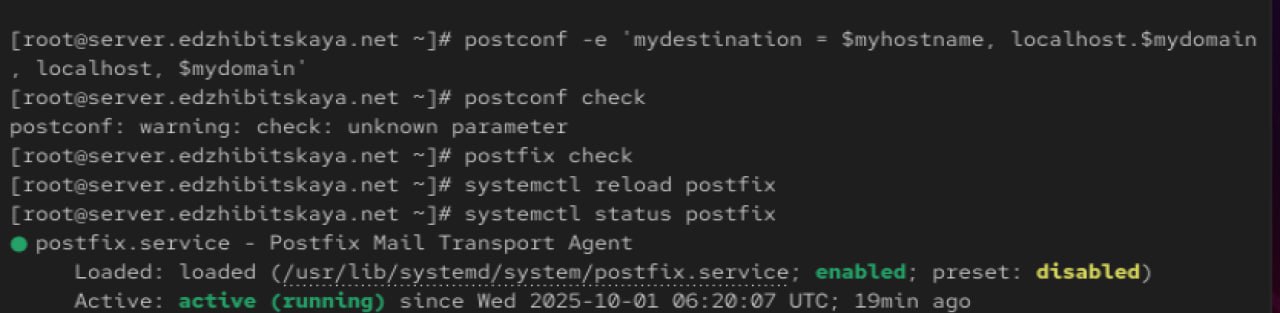 [root@server.edzhibitskaya.net ~]# postconf -e 'mydestination = $myhostname, localhost.$mydomain
, localhost, $mydomain'
[root@server.edzhibitskaya.net ~]# postconf check
postconf: warning: check: unknown parameter
[root@server.edzhibitskaya.net ~]# postfix check
[root@server.edzhibitskaya.net ~]# systemctl reload postfix
[root@server.edzhibitskaya.net ~]# systemctl status postfix
● postfix.service - Postfix Mail Transport Agent
     Loaded: loaded (/usr/lib/systemd/system/postfix.service; enabled; preset: disabled)
     Active: active (running) since Wed 2025-10-01 06:20:07 UTC; 19min ago